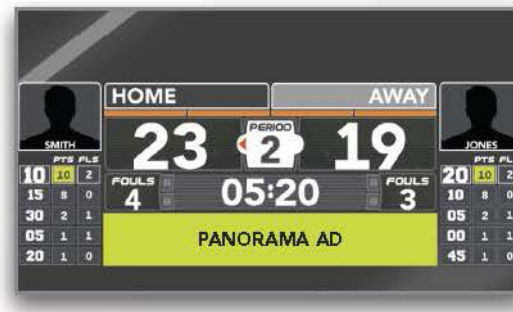 HOME AWAY
23 PERIOD 2 19
SMITH JONES
FOULS 4 05:20 FOULS 3
PANORAMA AD
PTS FLS
10 10 2
15 8 0
30 2 1
05 1 1
20 1 0
PTS FLS
20 10 2
10 8 0
05 2 1
00 1 1
45 1 0